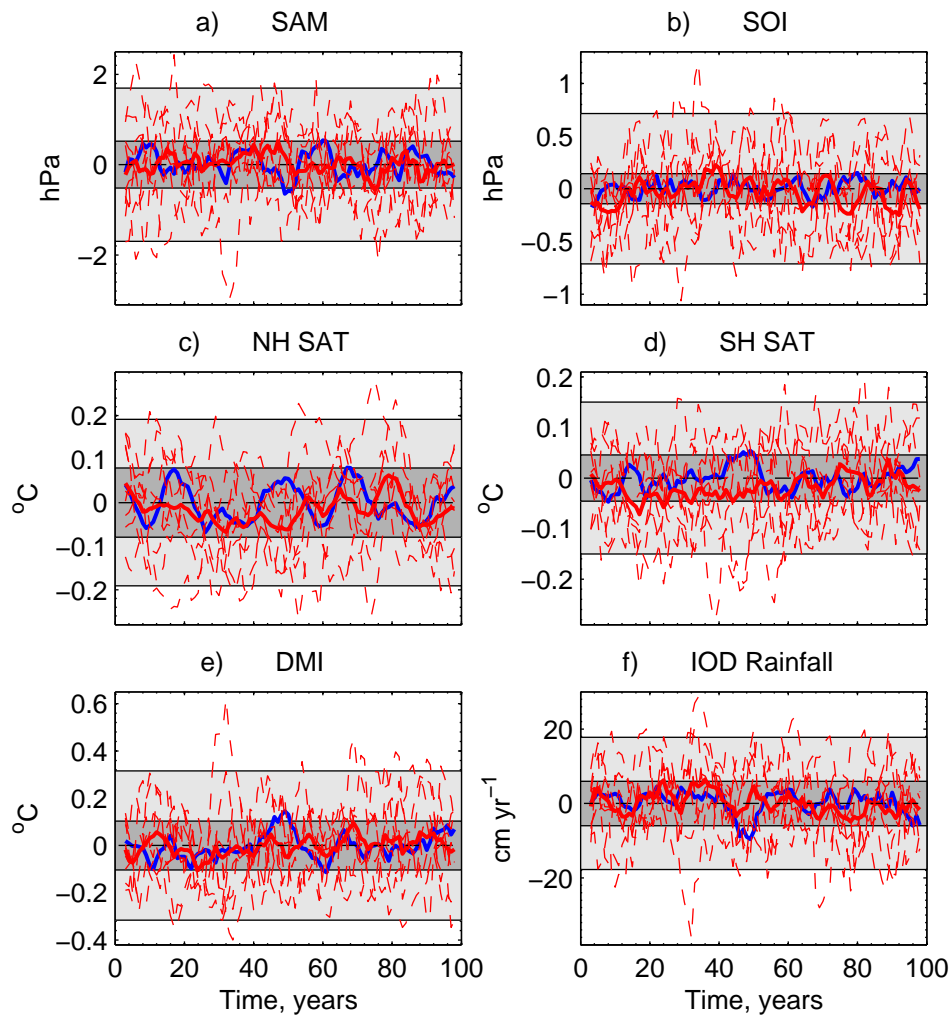 a) SAM
b) SOI
2
0
−2
hPa
1
0.5
0
−0.5
−1
hPa
c) NH SAT
d) SH SAT
0.2
0.1
0
−0.1
−0.2
oC
0.2
0.1
0
−0.1
−0.2
oC
e) DMI
f) IOD Rainfall
0.6
0.4
0.2
0
−0.2
−0.4
oC
20
0
−20
cm yr−1
0 20 40 60 80 100
0 20 40 60 80 100
Time, years
Time, years